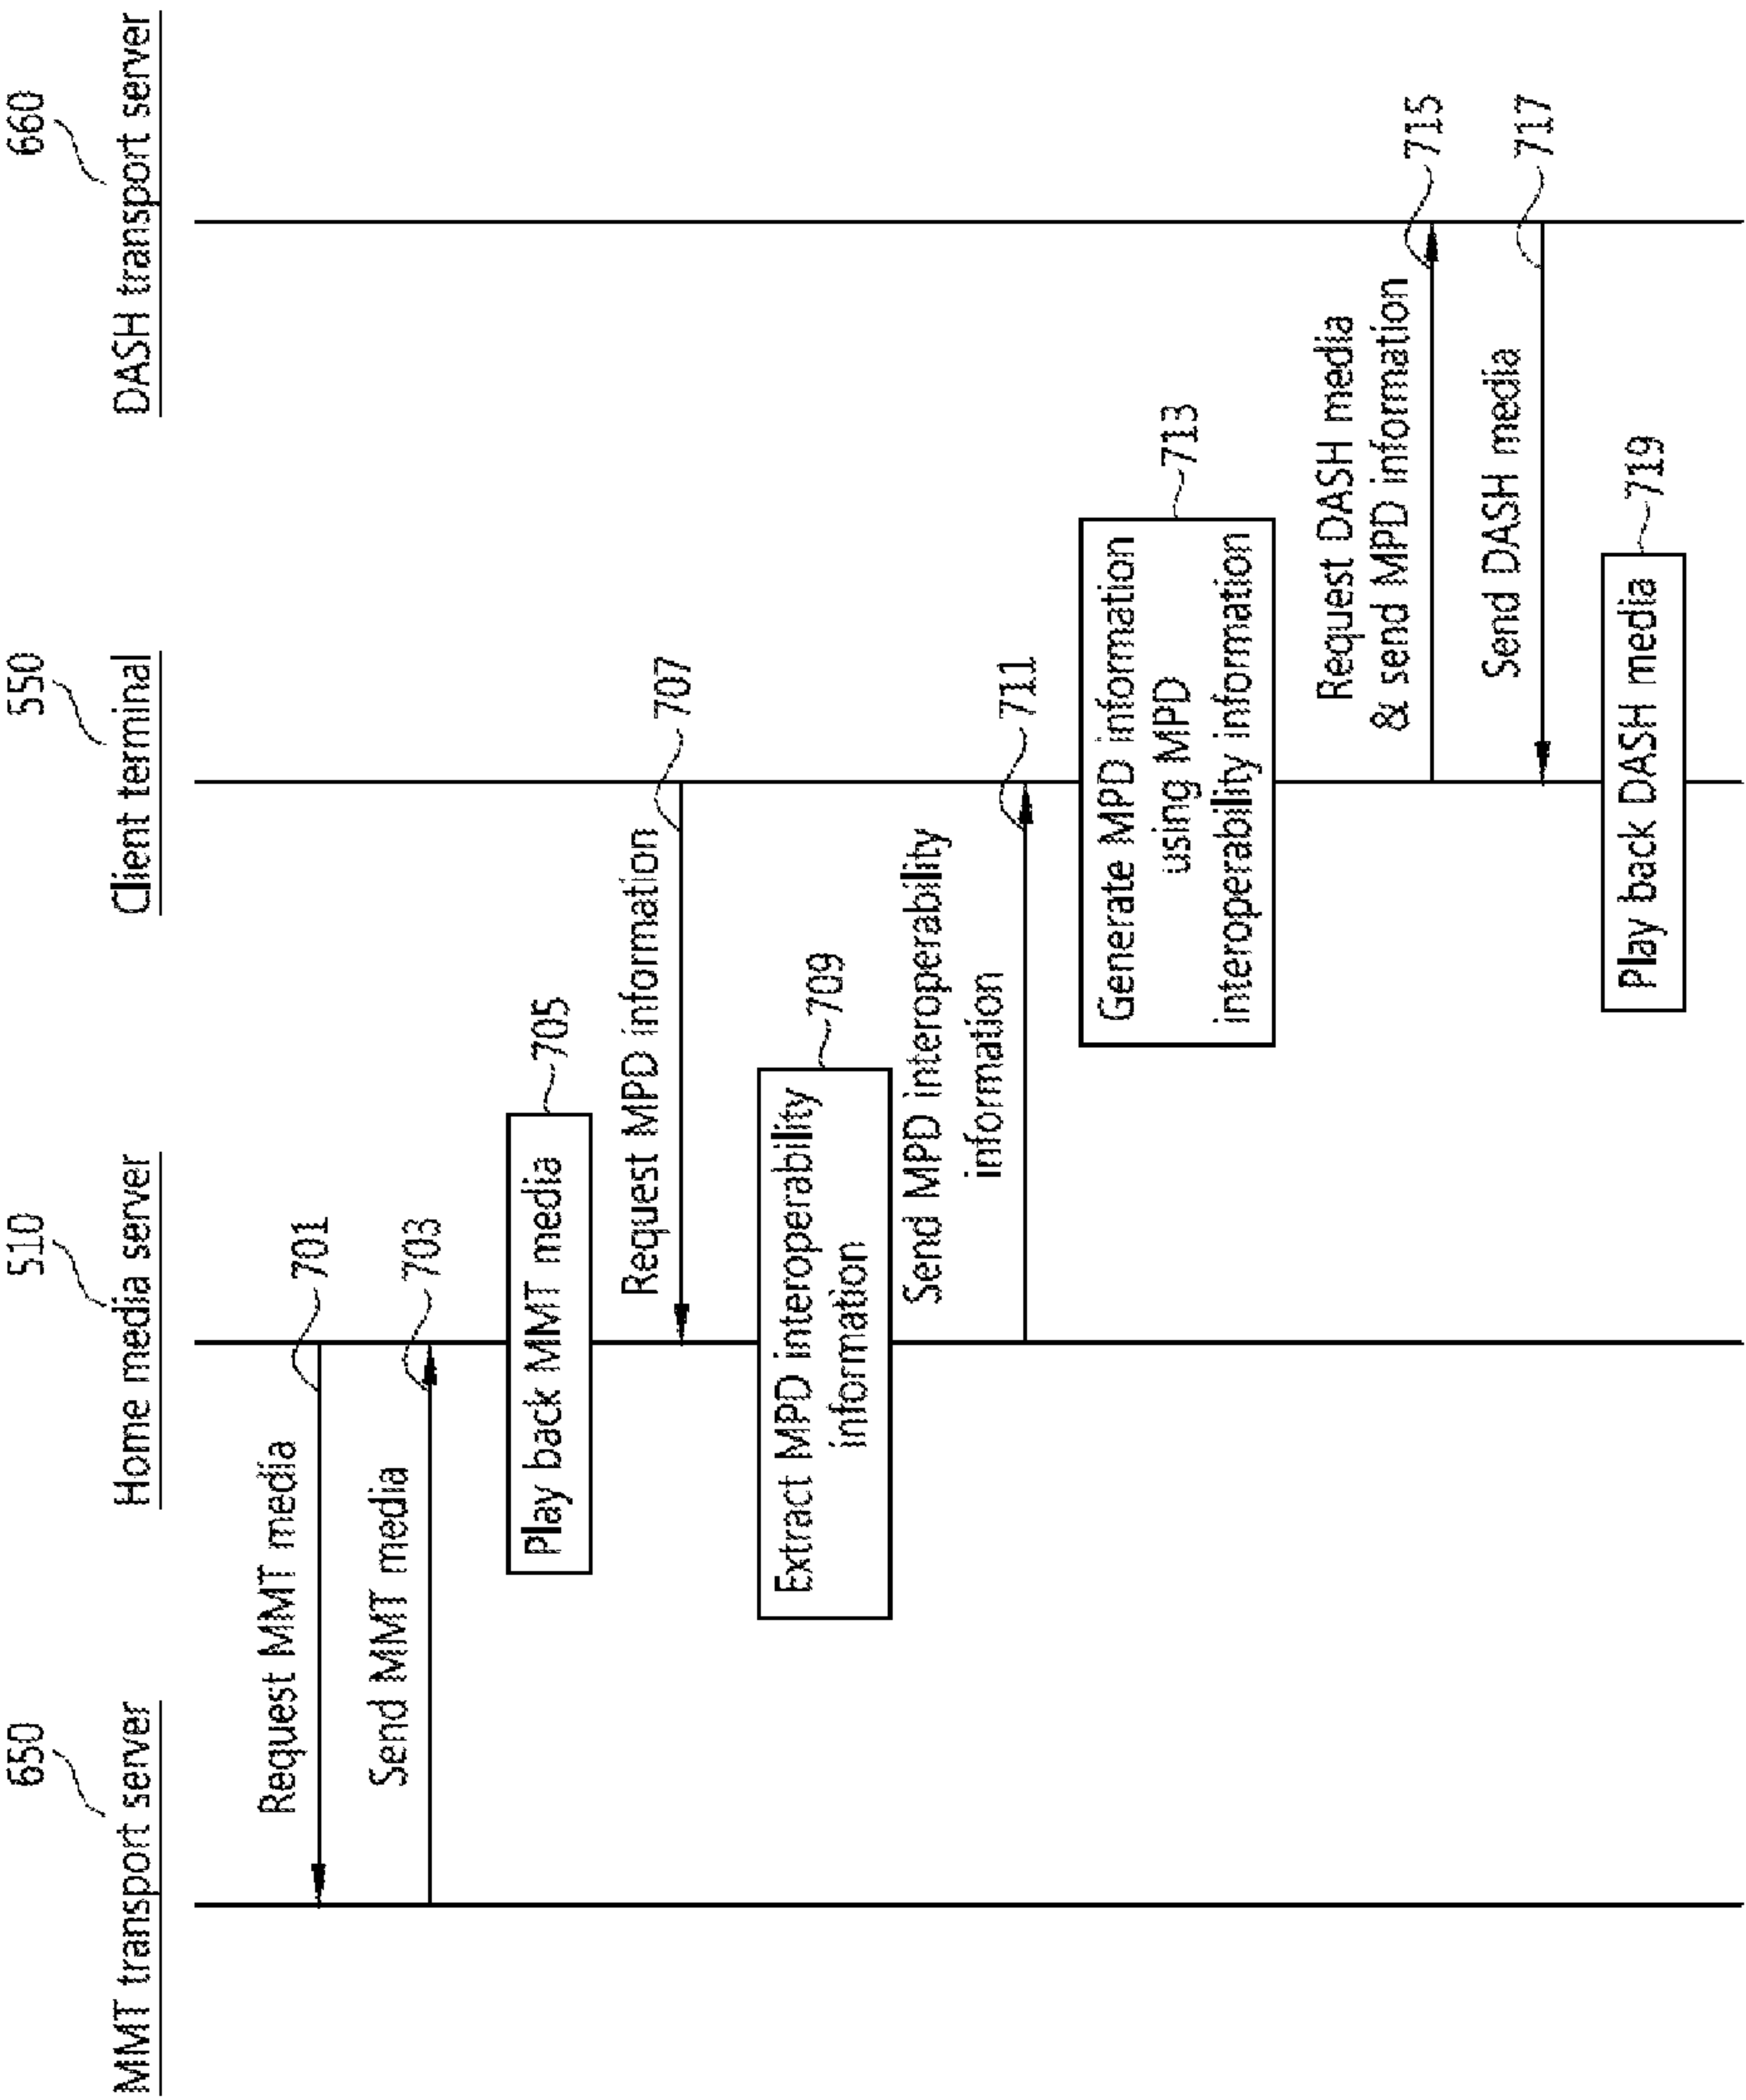 650
MMT transport server
510
Home media server
550
Client terminal
660
DASH transport server
Request MMT media
701
Send MMT media
703
Play back MMT media
705
Request MPD information
707
Extract MPD interoperability
information
709
Send MPD interoperability
information
711
Generate MPD information
using MPD
interoperability information
713
Request DASH media
& send MPD information
715
Send DASH media
717
Play back DASH media
719